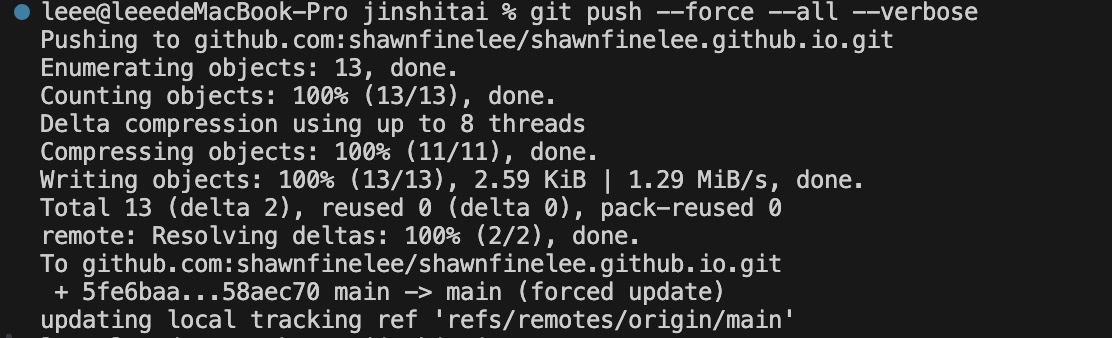 leee@leeedeMacBook-Pro jinshitai % git push --force --all --verbose
Pushing to github.com:shawnfinelee/shawnfinelee.github.io.git
Enumerating objects: 13, done.
Counting objects: 100% (13/13), done.
Delta compression using up to 8 threads
Compressing objects: 100% (11/11), done.
Writing objects: 100% (13/13), 2.59 KiB | 1.29 MiB/s, done.
Total 13 (delta 2), reused 0 (delta 0), pack-reused 0
remote: Resolving deltas: 100% (2/2), done.
To github.com:shawnfinelee/shawnfinelee.github.io.git
 + 5fe6baa...58aec70 main -> main (forced update)
updating local tracking ref 'refs/remotes/origin/main'